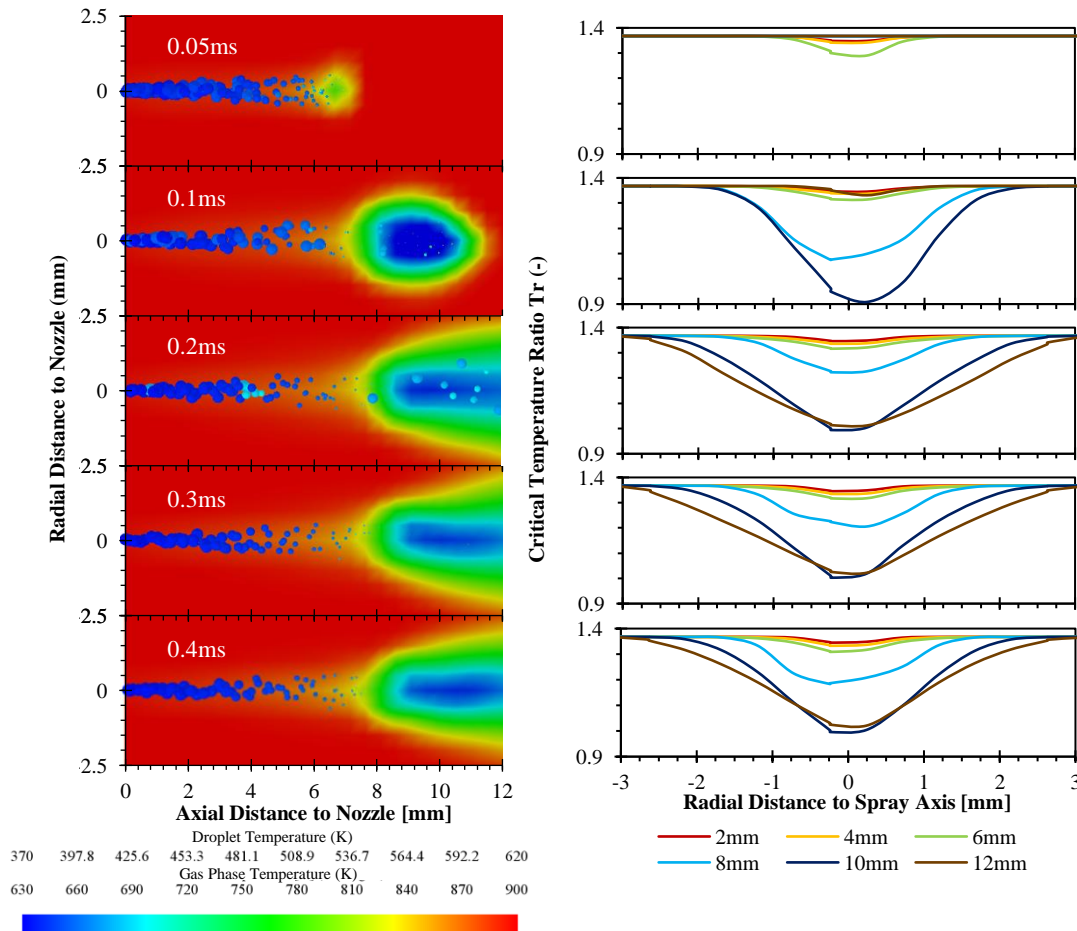 2.5
0.05ms
0
2.5
0.1ms
0
2.5
0.2ms
0
2.5
0.3ms
0
2.5
0.4ms
0
2.5
Radial Distance to Nozzle (mm)
0 2 4 6 8 10 12
Axial Distance to Nozzle [mm]
Droplet Temperature (K)
370 397.8 425.6 453.3 481.1 508.9 536.7 564.4 592.2 620
Gas Phase Temperature (K)
630 660 690 720 750 780 810 840 870 900
1.4
0.9
1.4
0.9
1.4
0.9
1.4
0.9
1.4
0.9
Critical Temperature Ratio Tr (-)
-3 -2 -1 0 1 2 3
Radial Distance to Spray Axis [mm]
2mm 4mm 6mm
8mm 10mm 12mm